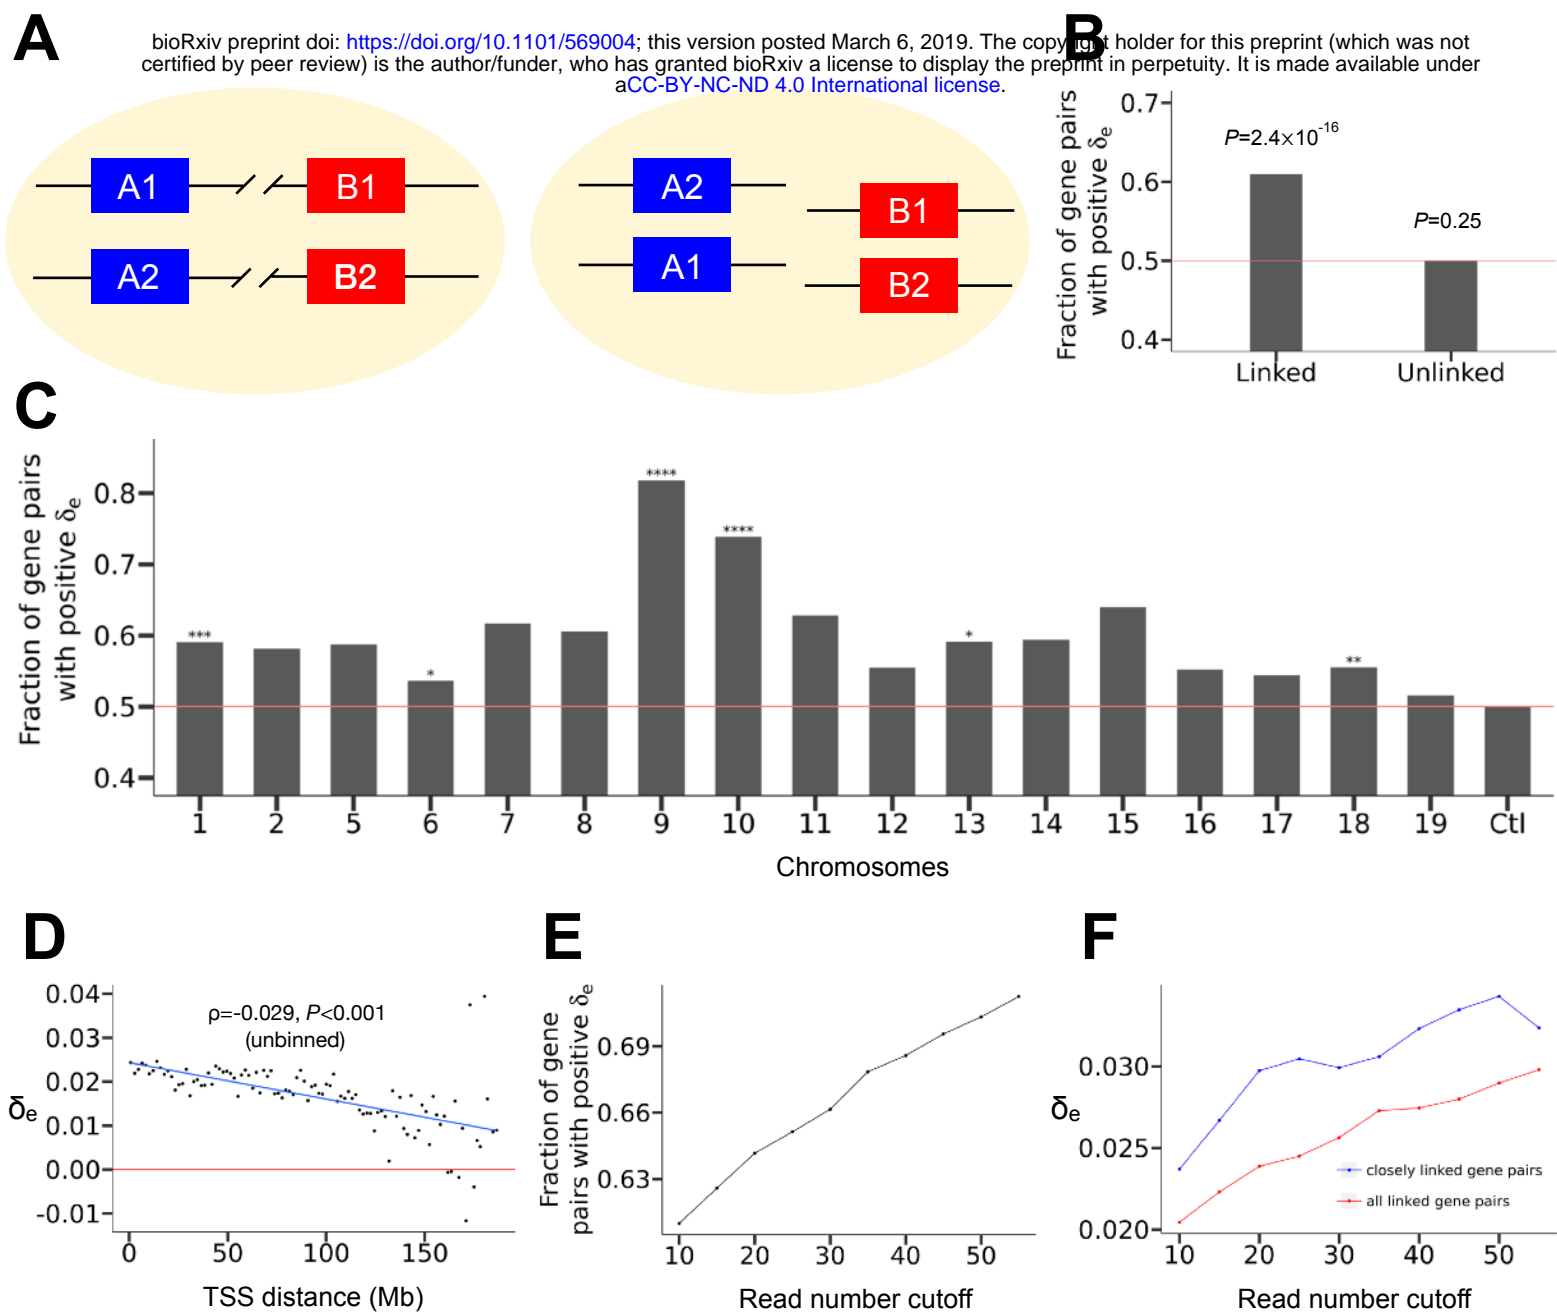 A
bioRxiv preprint doi: https://doi.org/10.1101/569004; this version posted March 6, 2019. The copyright holder for this preprint (which was not
certified by peer review) is the author/funder, who has granted bioRxiv a license to display the preprint in perpetuity. It is made available under
aCC-BY-NC-ND 4.0 International license.
A1
B1
A2
B2
A2
B1
A1
B2
B
Fraction of gene pairs
with positive δe
0.7
0.6
0.5
0.4
P=2.4×10-16
P=0.25
Linked
Unlinked
C
Fraction of gene pairs
with positive δe
0.8
0.7
0.6
0.5
0.4
***
*
****
****
*
**
1 2 5 6 7 8 9 10 11 12 13 14 15 16 17 18 19 Ctl
Chromosomes
D
δe
0.04
0.03
0.02
0.01
0.00
-0.01
ρ=-0.029, P<0.001
(unbinned)
0 50 100 150
TSS distance (Mb)
E
Fraction of gene
pairs with positive δe
0.69
0.66
0.63
10 20 30 40 50
Read number cutoff
F
δe
0.030
0.025
0.020
closely linked gene pairs
all linked gene pairs
10 20 30 40 50
Read number cutoff